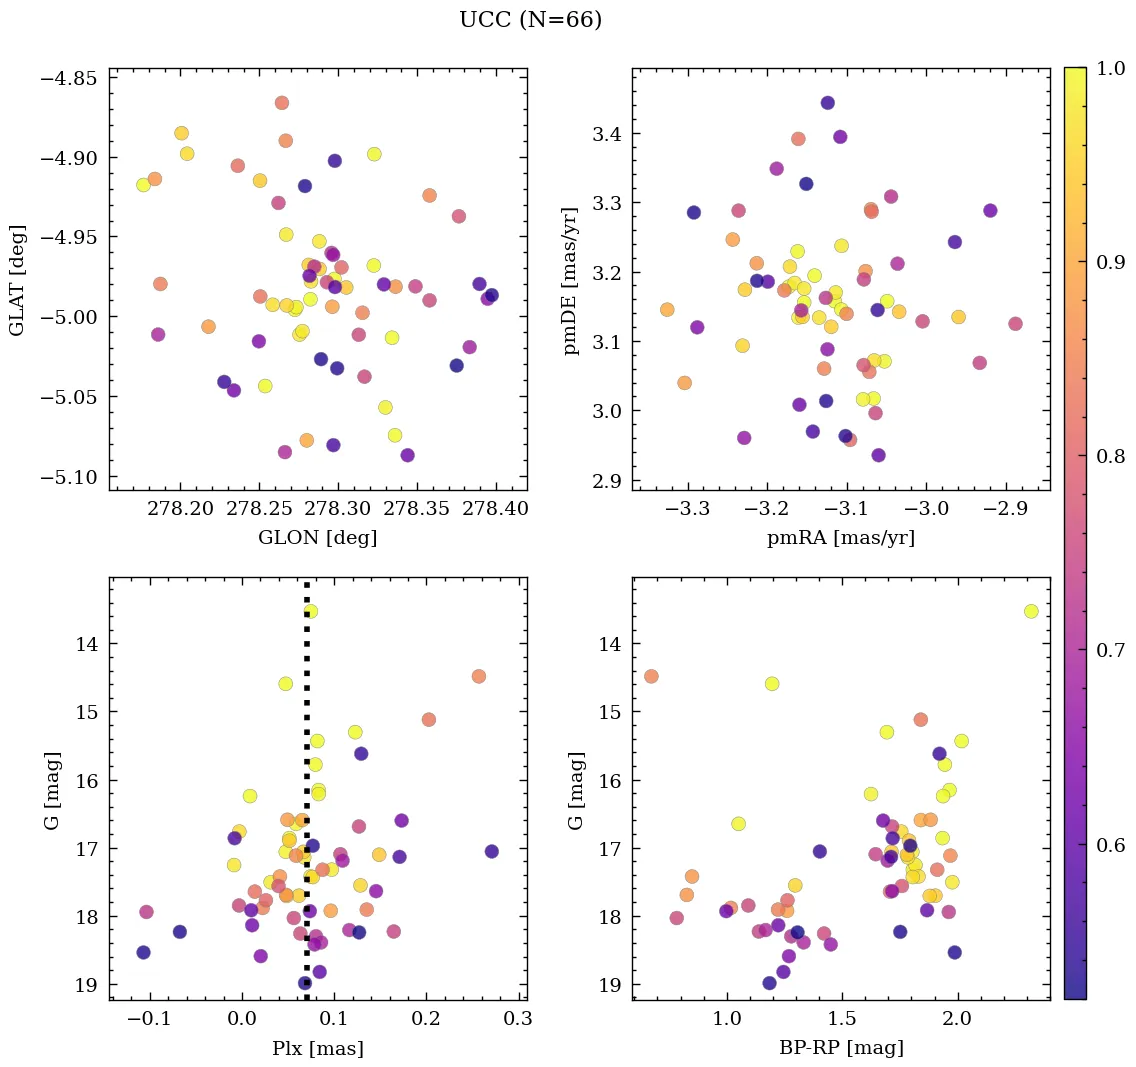 UCC (N=66)
−4.85
−4.90
−4.95
−5.00
−5.05
−5.10
GLAT [deg]
278.20 278.25 278.30 278.35 278.40
GLON [deg]
3.4
3.3
3.2
3.1
3.0
2.9
pmDE [mas/yr]
−3.3 −3.2 −3.1 −3.0 −2.9
pmRA [mas/yr]
14
15
16
17
18
19
G [mag]
−0.1 0.0 0.1 0.2 0.3
Plx [mas]
14
15
16
17
18
19
G [mag]
1.0 1.5 2.0
BP-RP [mag]
1.0
0.9
0.8
0.7
0.6